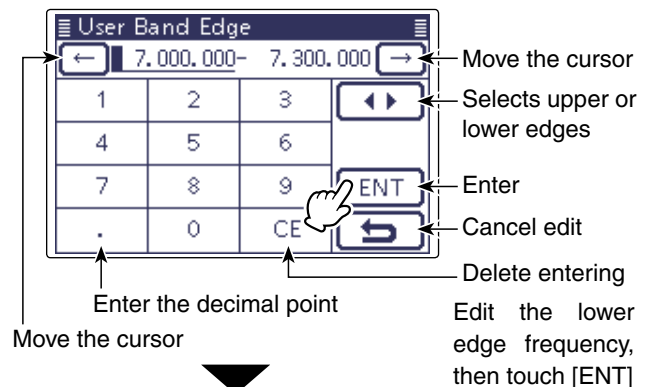 User Band Edge
← 7.000.000- 7.300.000 →
Move the cursor
1 2 3
Selects upper or
lower edges
4 5 6
7 8 9 ENT
Enter
. 0 CE
Cancel edit
Delete entering
Enter the decimal point
Move the cursor
Edit the lower
edge frequency,
then touch [ENT]